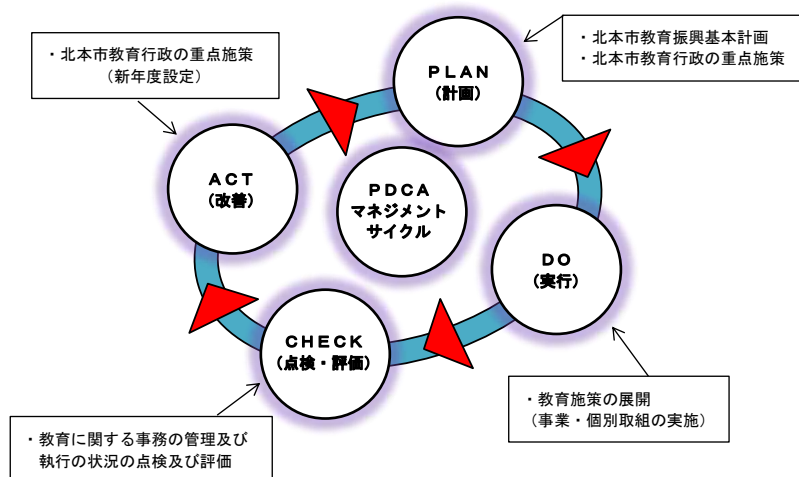 ・北本市教育振興基本計画
・北本市教育行政の重点施策
・北本市教育行政の重点施策
（新年度設定）
ＰＬＡＮ
（計画）
ＡＣＴ
（改善）
ＰＤＣＡ
マネジメント
サイクル
ＤＯ
（実行）
ＣＨＥＣＫ
（点検・評価）
・教育施策の展開
（事業・個別取組の実施）
・教育に関する事務の管理及び
執行の状況の点検及び評価